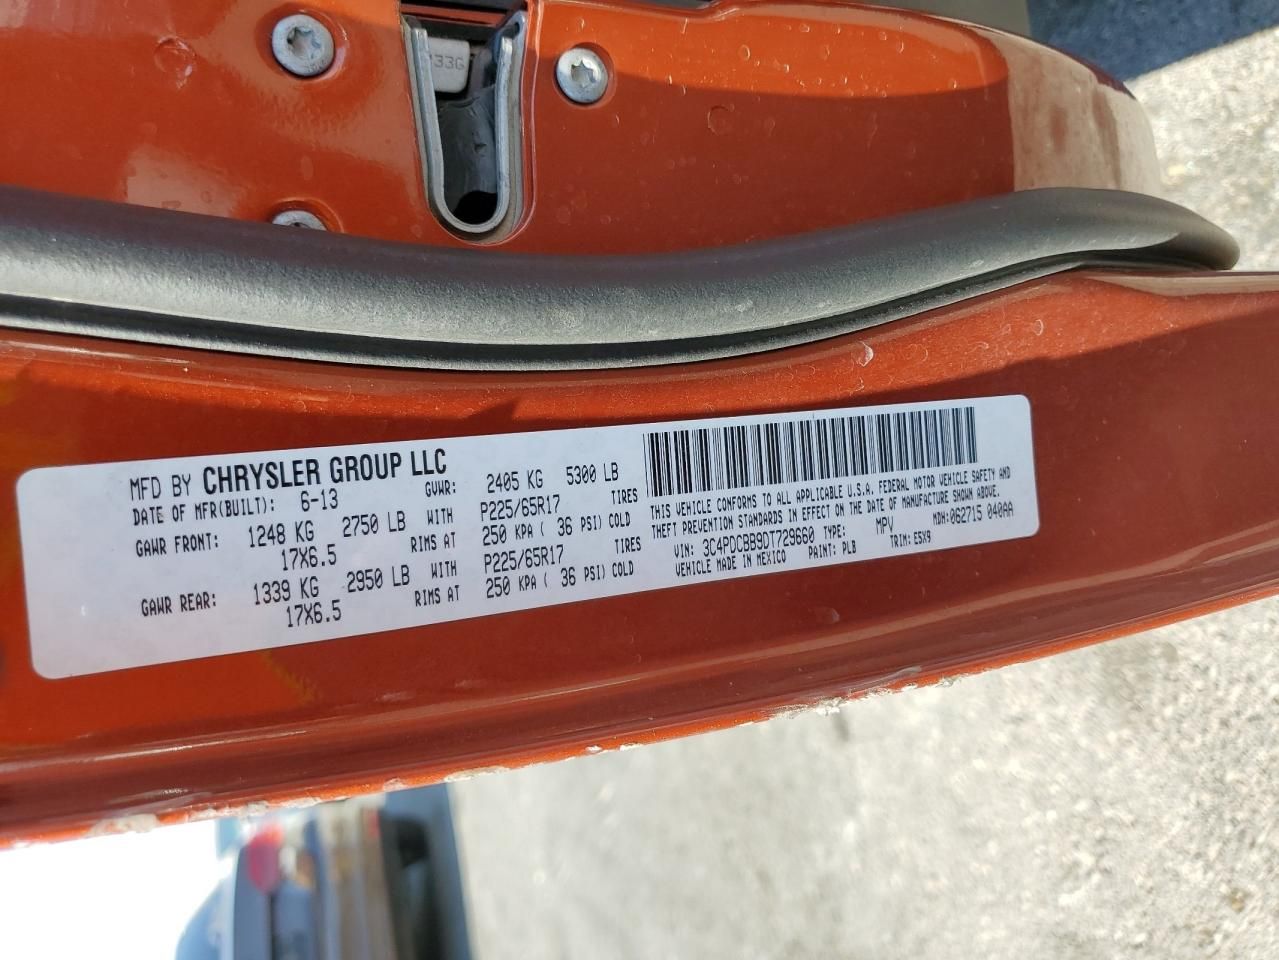 33G
MFD BY CHRYSLER GROUP LLC
DATE OF MFR(BUILT): 6-13 GVWR: 2405 KG 5300 LB
GAWR FRONT: 1248 KG 2750 LB WITH P225/65R17 TIRES
17X6.5 RIMS AT 250 KPA ( 36 PSI) COLD
GAWR REAR: 1339 KG 2950 LB WITH P225/65R17 TIRES
17X6.5 RIMS AT 250 KPA ( 36 PSI) COLD
THIS VEHICLE CONFORMS TO ALL APPLICABLE U.S.A. FEDERAL MOTOR VEHICLE SAFETY AND
THEFT PREVENTION STANDARDS IN EFFECT ON THE DATE OF MANUFACTURE SHOWN ABOVE.
VIN: 3C4PDCBB9DT729660 TYPE: MPV MDH:062715 040AA
VEHICLE MADE IN MEXICO PAINT: PLB TRIM: E5X9